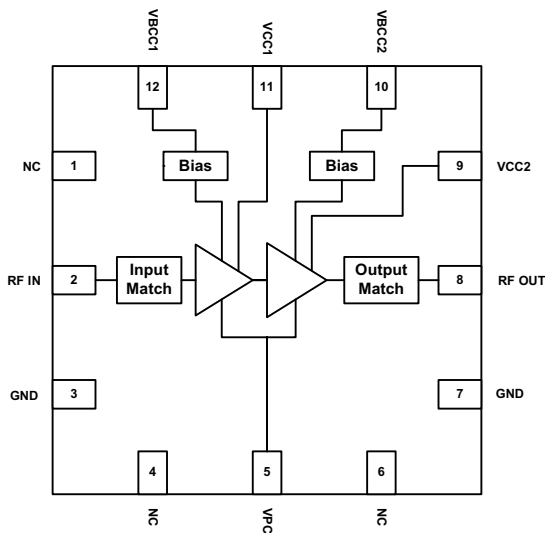 VBCC1
VCC1
VBCC2
12
11
10
NC
1
Bias
Bias
9
VCC2
RF IN
2
Input
Match
Output
Match
8
RF OUT
GND
3
7
GND
4
5
6
NC
VPC
NC